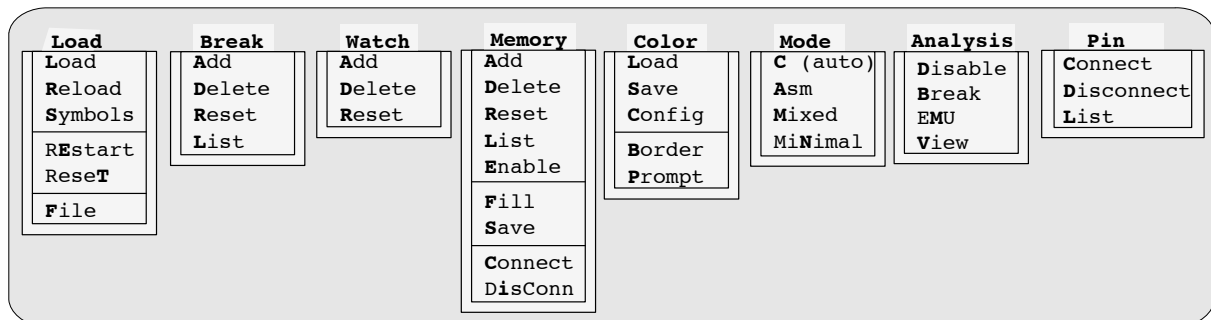 Load
Load
Reload
Symbols
REstart
ReseT
File
Break
Add
Delete
Reset
List
Watch
Add
Delete
Reset
Memory
Add
Delete
Reset
List
Enable
Fill
Save
Connect
DisConn
Color
Load
Save
Config
Border
Prompt
Mode
C (auto)
Asm
Mixed
MiNimal
Analysis
Disable
Break
EMU
View
Pin
Connect
Disconnect
List